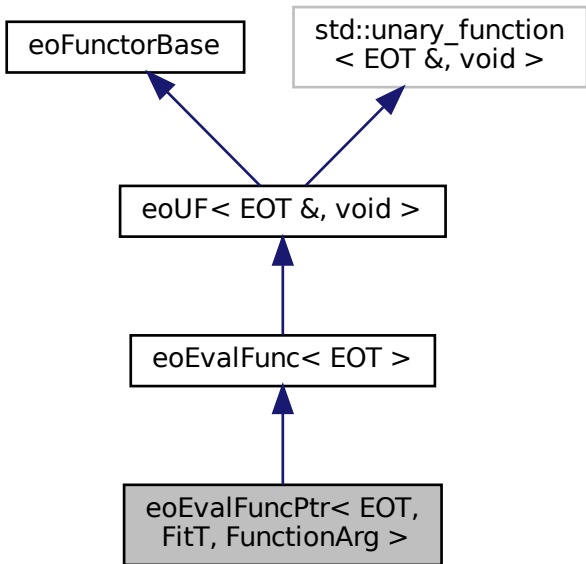 eoFunctorBase
std::unary_function
< EOT &, void >
eoUF< EOT &, void >
eoEvalFunc< EOT >
eoEvalFuncPtr< EOT,
FitT, FunctionArg >